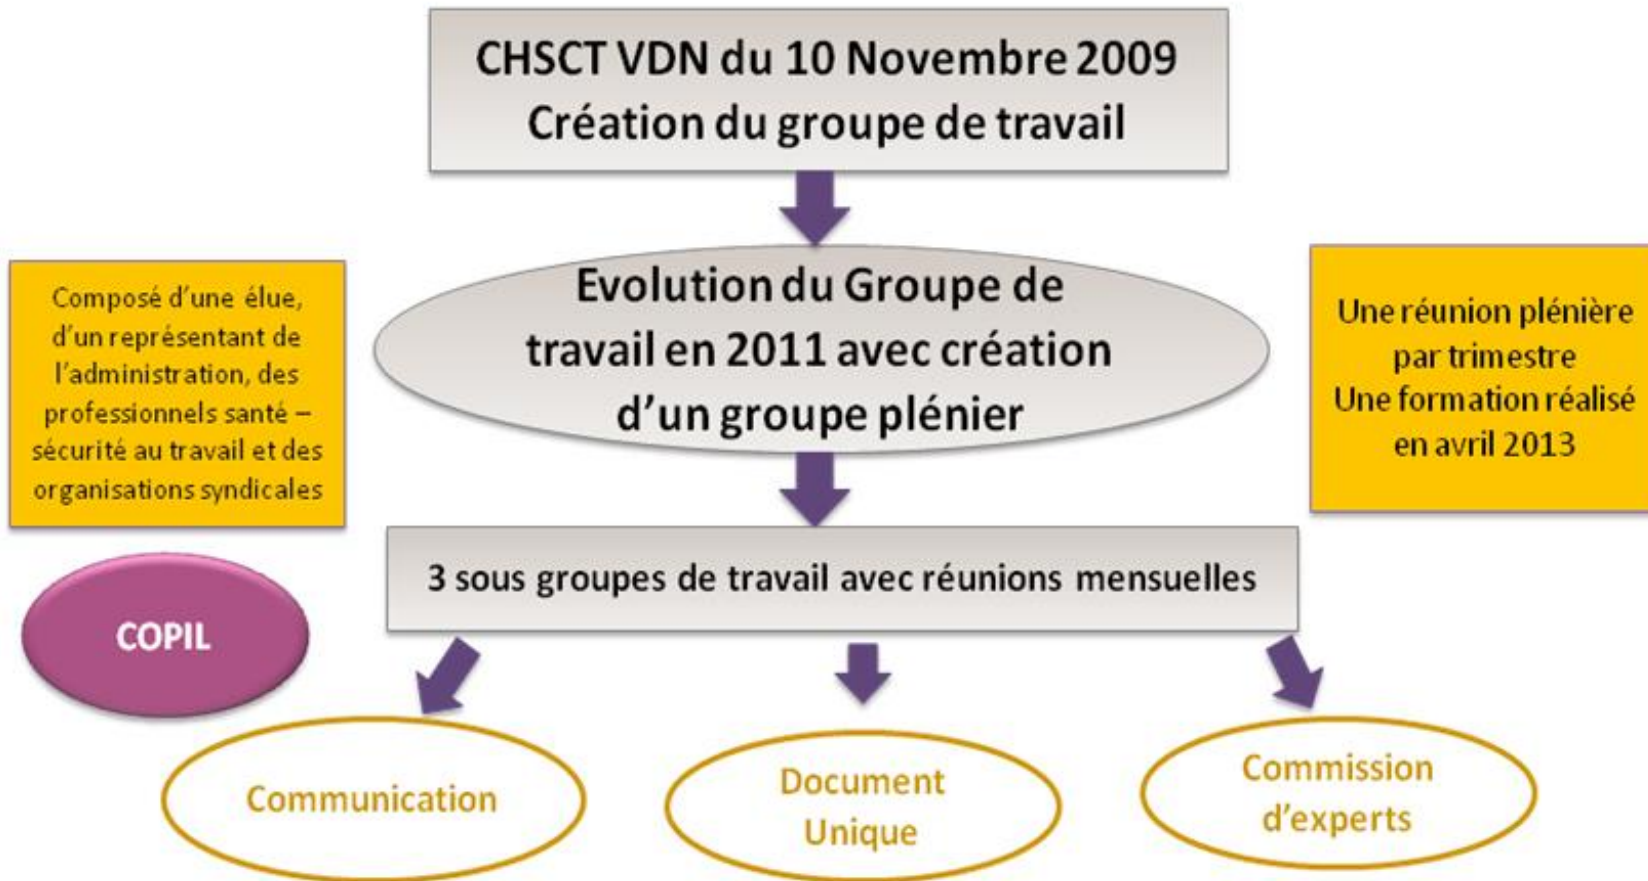 CHSCT VDN du 10 Novembre 2009
Création du groupe de travail
Evolution du Groupe de
travail en 2011 avec création
d'un groupe plénier
Composé d'une élue,
d'un représentant de
l'administration, des
professionnels santé –
sécurité au travail et des
organisations syndicales
Une réunion plénière
par trimestre
Une formation réalisé
en avril 2013
3 sous groupes de travail avec réunions mensuelles
COPIL
Communication
Document
Unique
Commission
d'experts